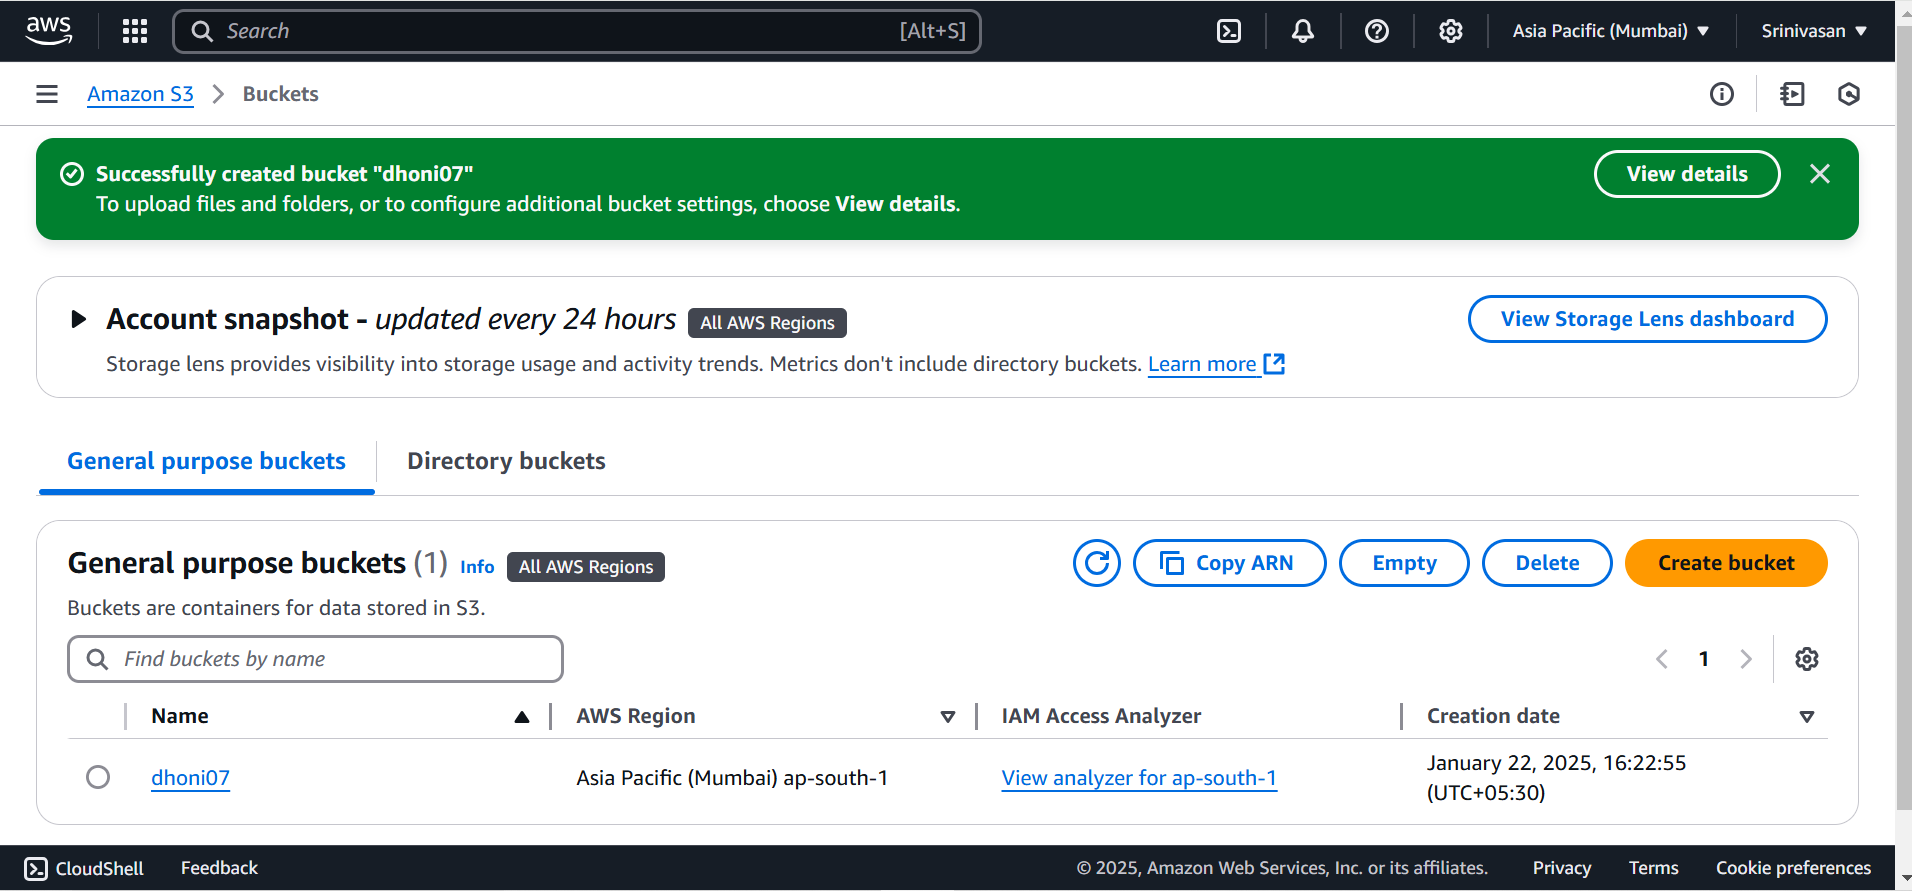 aws
Search [Alt+S]
Asia Pacific (Mumbai)
Srinivasan
Amazon S3
Buckets
Successfully created bucket "dhoni07"
To upload files and folders, or to configure additional bucket settings, choose View details.
View details
Account snapshot - updated every 24 hours
All AWS Regions
View Storage Lens dashboard
Storage lens provides visibility into storage usage and activity trends. Metrics don't include directory buckets. Learn more
General purpose buckets
Directory buckets
General purpose buckets (1)
Info
All AWS Regions
Copy ARN
Empty
Delete
Create bucket
Buckets are containers for data stored in S3.
Find buckets by name
1
Name
AWS Region
IAM Access Analyzer
Creation date
dhoni07
Asia Pacific (Mumbai) ap-south-1
View analyzer for ap-south-1
January 22, 2025, 16:22:55
(UTC+05:30)
CloudShell
Feedback
© 2025, Amazon Web Services, Inc. or its affiliates.
Privacy
Terms
Cookie preferences